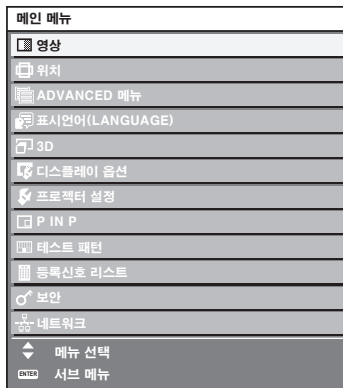 메인 메뉴
영상
위치
ADVANCED 메뉴
표시언어(LANGUAGE)
3D
디스플레이 옵션
프로젝터 설정
P IN P
테스트 패턴
등록신호 리스트
보안
네트워크
메뉴 선택
ENTER 서브 메뉴